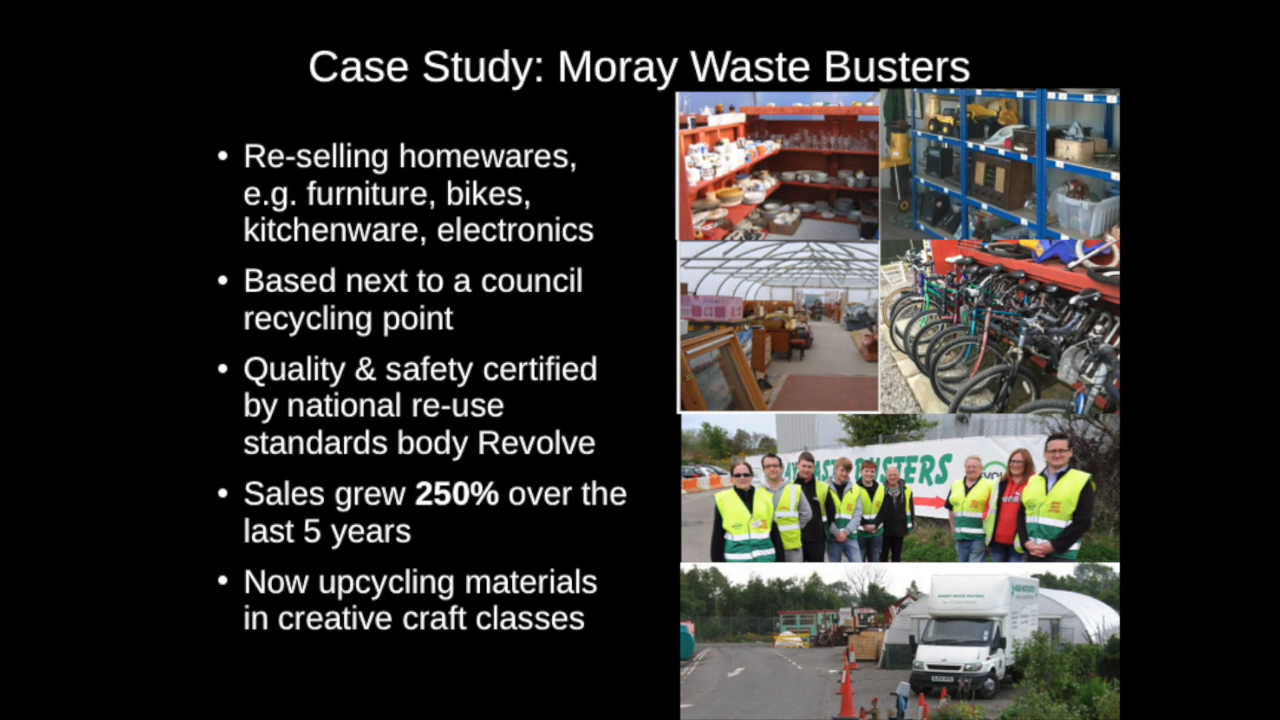 Case Study: Moray Waste Busters
• Re-selling homewares,
e.g. furniture, bikes,
kitchenware, electronics
• Based next to a council
recycling point
• Quality & safety certified
by national re-use
standards body Revolve
• Sales grew 250% over the
last 5 years
• Now upcycling materials
in creative craft classes
BUSTERS